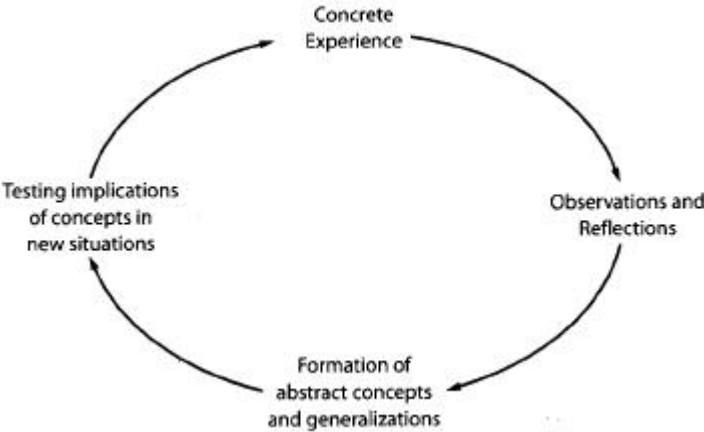 Concrete
Experience
Observations and
Reflections
Formation of
abstract concepts
and generalizations
Testing implications
of concepts in
new situations